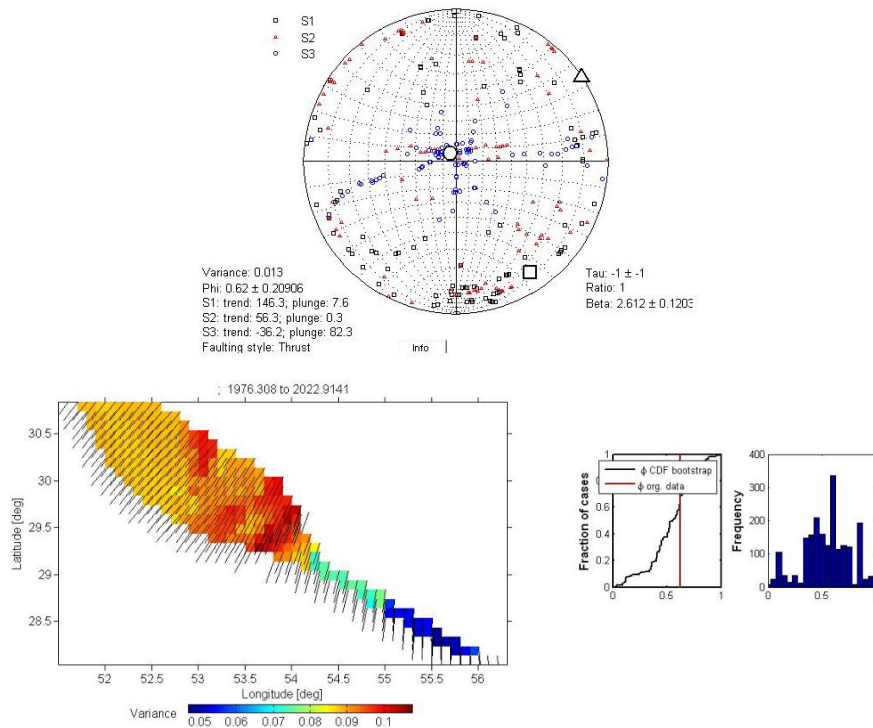 S1
S2
S3
Variance: 0.013
Phi: 0.62 ± 0.20906
S1: trend: 146.3; plunge: 7.6
S2: trend: 56.3; plunge: 0.3
S3: trend: -36.2; plunge: 82.3
Faulting style: Thrust
Info
Tau: -1 ± -1
Ratio: 1
Beta: 2.612 ± 0.1203
; 1976.308 to 2022.9141
Latitude [deg]
30.5
30
29.5
29
28.5
52 52.5 53 53.5 54 54.5 55 55.5 56
Longitude [deg]
Variance
0.05 0.06 0.07 0.08 0.09 0.1
Fraction of cases
1
0.6
0.4
0.2
0
ϕ CDF bootstrap
ϕ org. data
0 0.5 1
Frequency
400
300
200
100
0
0 0.5